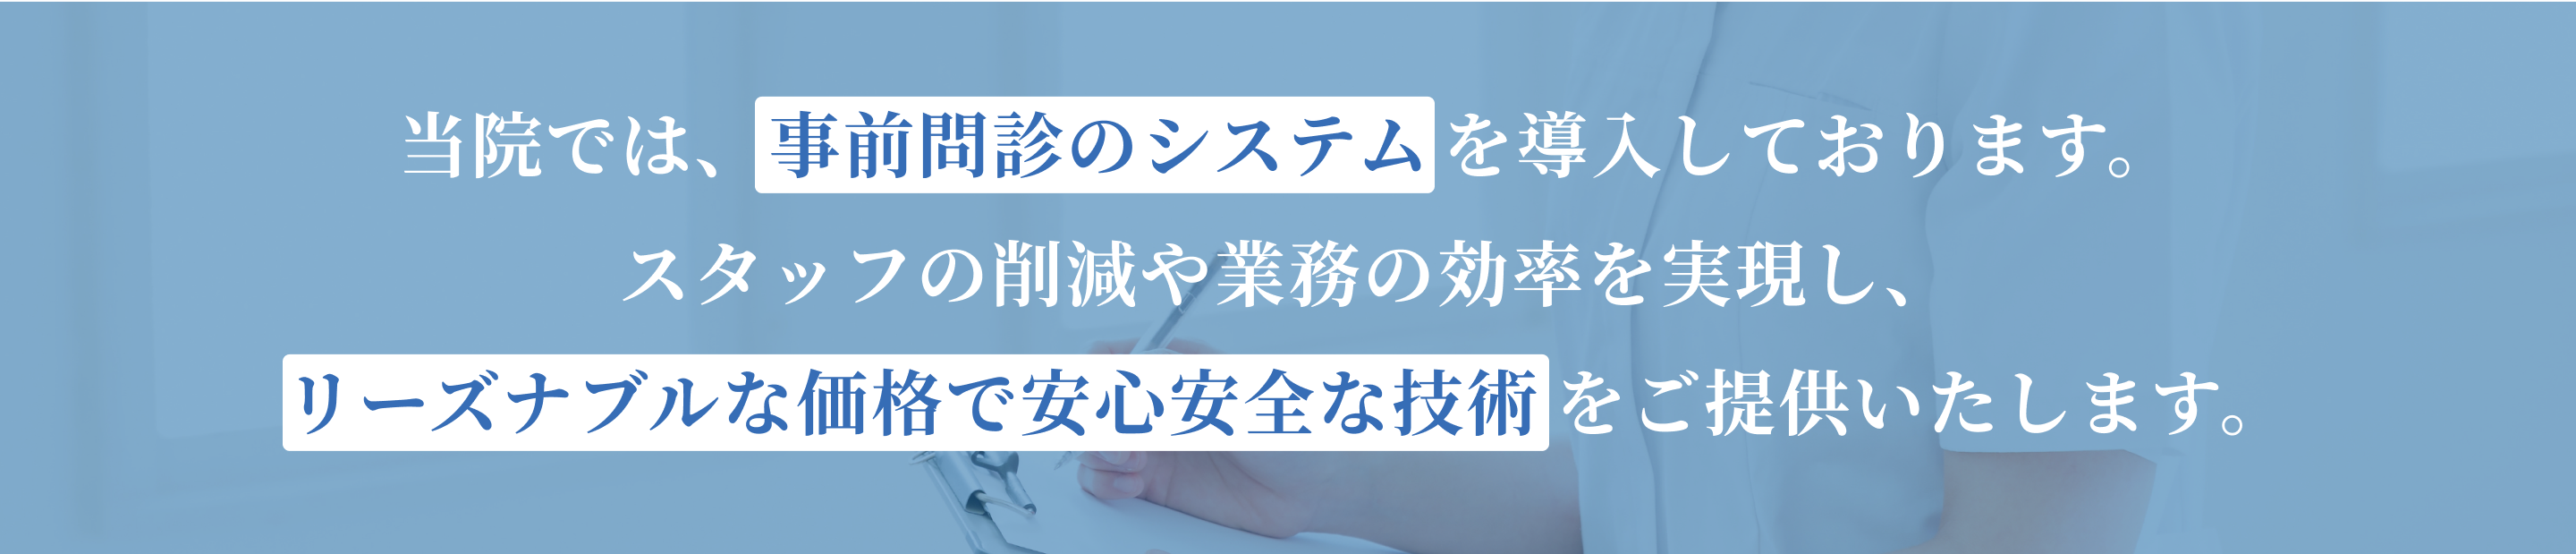 当院では、事前問診のシステムを導入しております。
スタッフの削減や業務の効率を実現し、
リーズナブルな価格で安心安全な技術をご提供いたします。